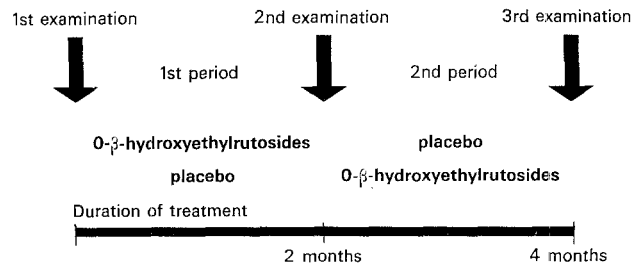 1st examination 2nd examination 3rd examination
1st period 2nd period
0-β-hydroxyethylrutosides placebo
placebo 0-β-hydroxyethylrutosides
Duration of treatment
2 months 4 months